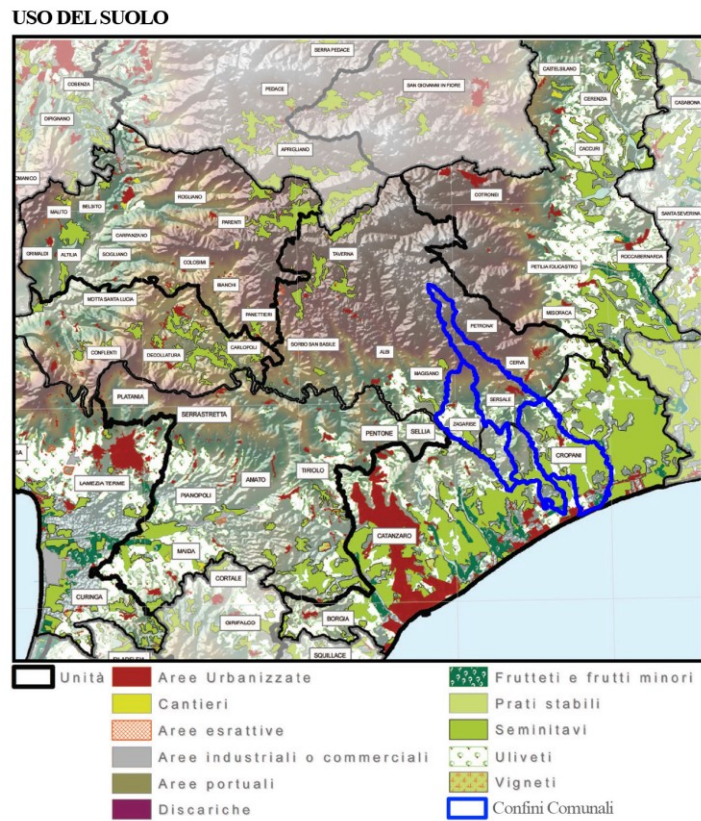 USO DEL SUOLO
SERRA PEDACE
COSENZA
PEDACE
SAN GIOVANNI IN FIORE
CASTELSILANO
CERENZIA
CASABONA
DIPIGNANO
APRIGLIANO
CACCURI
ROGLIANO
COTRONEI
BELSITO
MALITO
PARENTI
SANTA SEVERINA
CARPANZANO
GRIMALDI
ALTILIA
SCIGLIANO
TAVERNA
ROCCABERNARDA
COLOSIMI
PETILIA POLICASTRO
BIANCHI
MOTTA SANTA LUCIA
PANETTIERI
MESORACA
PETRONA'
CONFLENTI
DECOLLATURA
CARLOPOLI
SORBO SAN BASILE
ALBI
MAGISANO
CERVA
PLATANIA
SERRASTRETTA
SERSALE
PENTONE
SELLIA
ZAGARISE
CROPANI
LAMEZIA TERME
PIANOPOLI
AMATO
TIRIOLO
CATANZARO
MAIDA
CORTALE
CURINGA
GIRIFALCO
BORGIA
SQUILLACE
Unità
Aree Urbanizzate
Frutteti e frutti minori
Cantieri
Prati stabili
Aree esrattive
Seminitavi
Aree industriali o commerciali
Uliveti
Aree portuali
Vigneti
Discariche
Confini Comunali